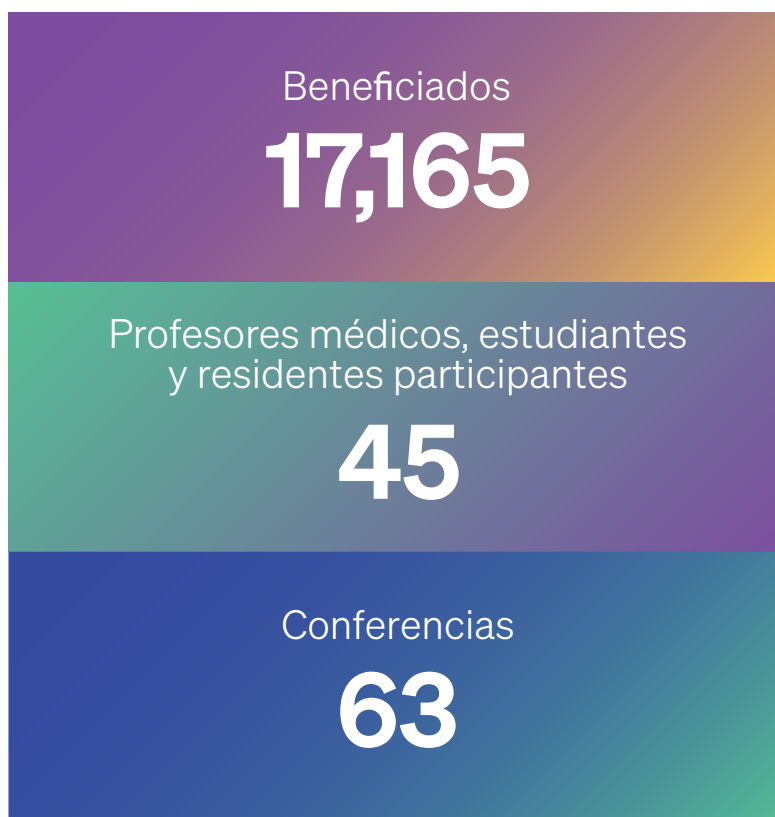 Beneficiados
17,165
Profesores médicos, estudiantes
y residentes participantes
45
Conferencias
63